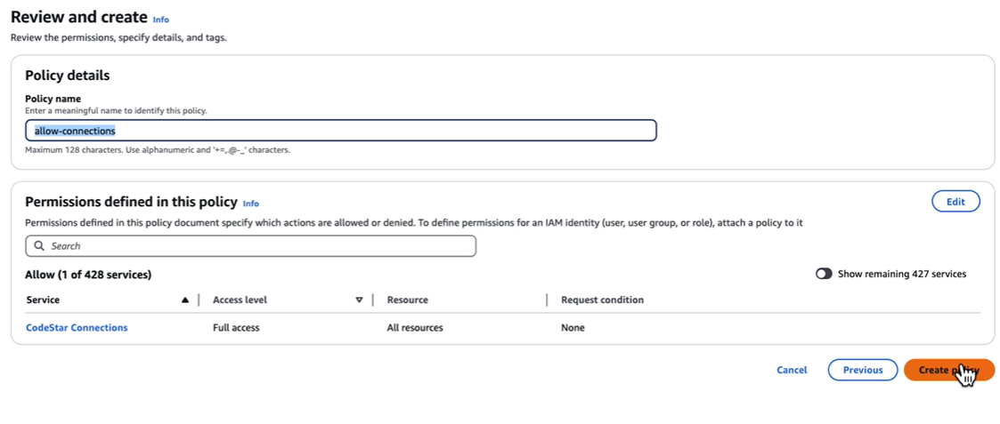 Review and create Info
Review the permissions, specify details, and tags.
Policy details
Policy name
Enter a meaningful name to identify this policy.
allow-connections
Maximum 128 characters. Use alphanumeric and '+=,.@-_' characters.
Permissions defined in this policy Info
Edit
Permissions defined in this policy document specify which actions are allowed or denied. To define permissions for an IAM identity (user, user group, or role), attach a policy to it
Search
Allow (1 of 428 services)
Show remaining 427 services
Service Access level Resource Request condition
CodeStar Connections Full access All resources None
Cancel Previous Create policy